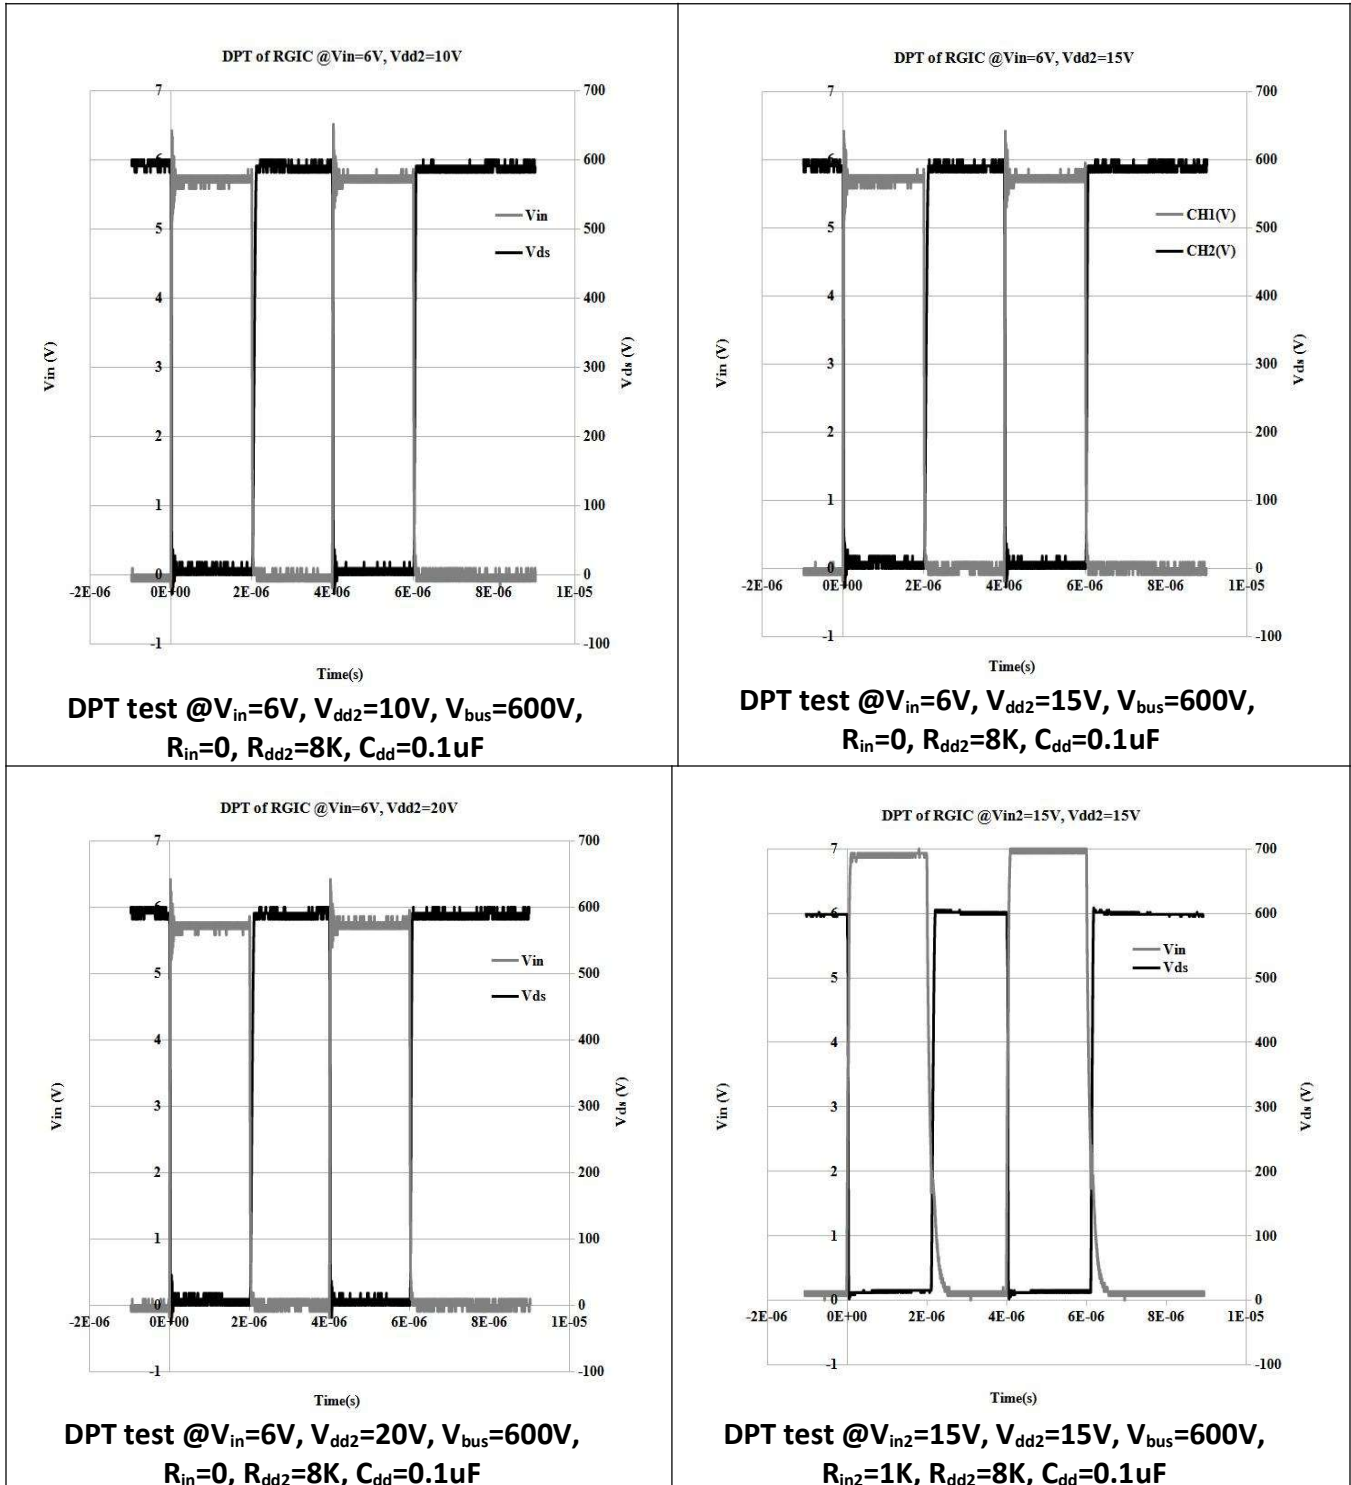 DPT of RGIC @Vin=6V, Vdd2=10V
7
700
6
600
Vin
5
500
Vds
4
400
Vin (V)
3
300
Vds (V)
2
200
1
100
0
0
-2E-06 0E+00 2E-06 4E-06 6E-06 8E-06 1E-05
-1
-100
Time(s)
DPT test @Vin=6V, Vdd2=10V, Vbus=600V,
Rin=0, Rdd2=8K, Cdd=0.1uF
DPT of RGIC @Vin=6V, Vdd2=15V
7
700
6
600
CH1(V)
5
500
CH2(V)
4
400
Vin (V)
3
300
Vds (V)
2
200
1
100
0
0
-2E-06 0E+00 2E-06 4E-06 6E-06 8E-06 1E-05
-1
-100
Time(s)
DPT test @Vin=6V, Vdd2=15V, Vbus=600V,
Rin=0, Rdd2=8K, Cdd=0.1uF
DPT of RGIC @Vin=6V, Vdd2=20V
7
700
6
600
Vin
5
500
Vds
4
400
Vin (V)
3
300
Vds (V)
2
200
1
100
0
0
-2E-06 0E+00 2E-06 4E-06 6E-06 8E-06 1E-05
-1
-100
Time(s)
DPT test @Vin=6V, Vdd2=20V, Vbus=600V,
Rin=0, Rdd2=8K, Cdd=0.1uF
DPT of RGIC @Vin2=15V, Vdd2=15V
7
700
6
600
Vin
Vds
5
500
4
400
Vin (V)
3
300
Vds (V)
2
200
1
100
0
0
-2E-06 0E+00 2E-06 4E-06 6E-06 8E-06 1E-05
-1
-100
Time(s)
DPT test @Vin2=15V, Vdd2=15V, Vbus=600V,
Rin2=1K, Rdd2=8K, Cdd=0.1uF